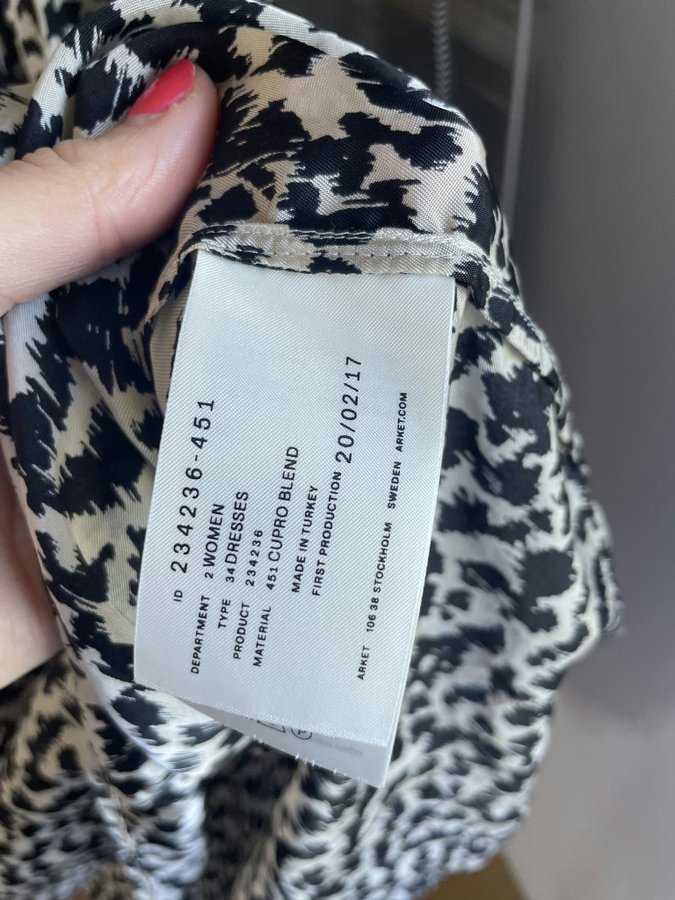 ID 234236-451
DEPARTMENT 2 WOMEN
TYPE 34 DRESSES
PRODUCT 234236
MATERIAL 451 CUPRO BLEND
MADE IN TURKEY
FIRST PRODUCTION 20/02/17
ARKET 106 38 STOCKHOLM SWEDEN ARKET.COM